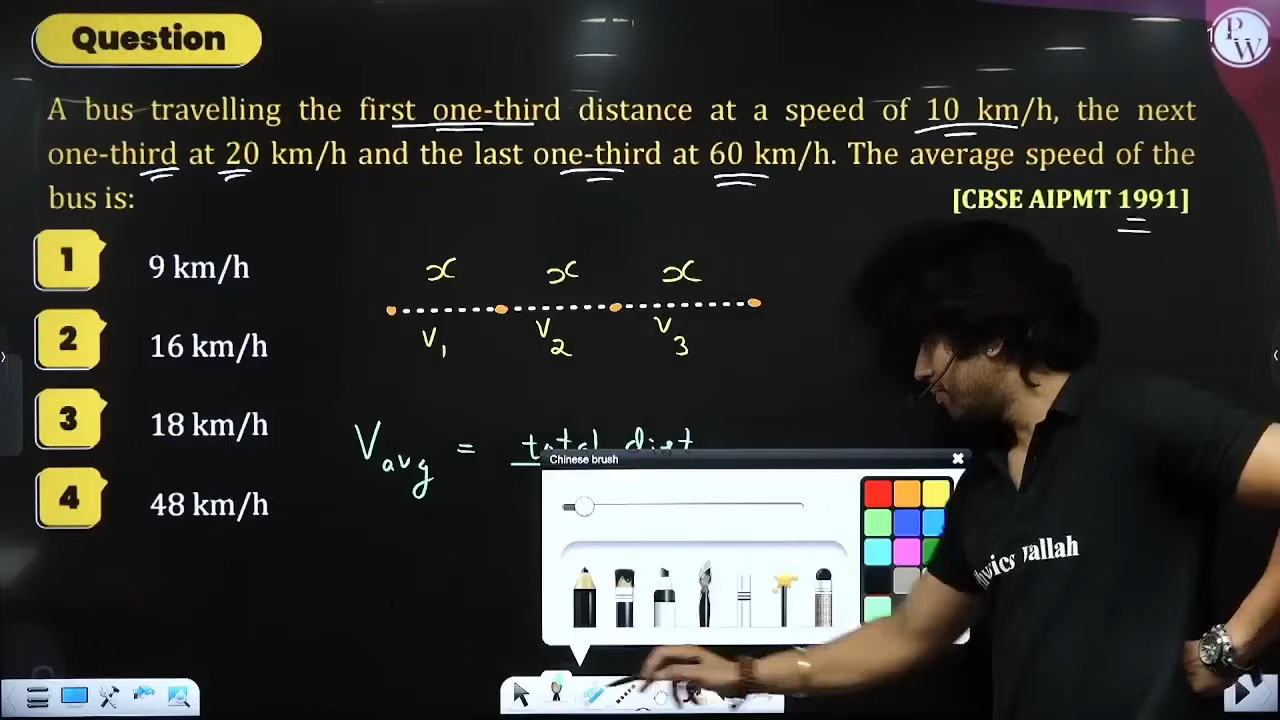 Question
A bus travelling the first one-third distance at a speed of 10 km/h, the next
one-third at 20 km/h and the last one-third at 60 km/h. The average speed of the
bus is:
[CBSE AIPMT 1991]
1 9 km/h
2 16 km/h
3 18 km/h
4 48 km/h
x x x
V1 V2 V3
Vavg = total dist
Chinese brush
PW
Physics Wallah